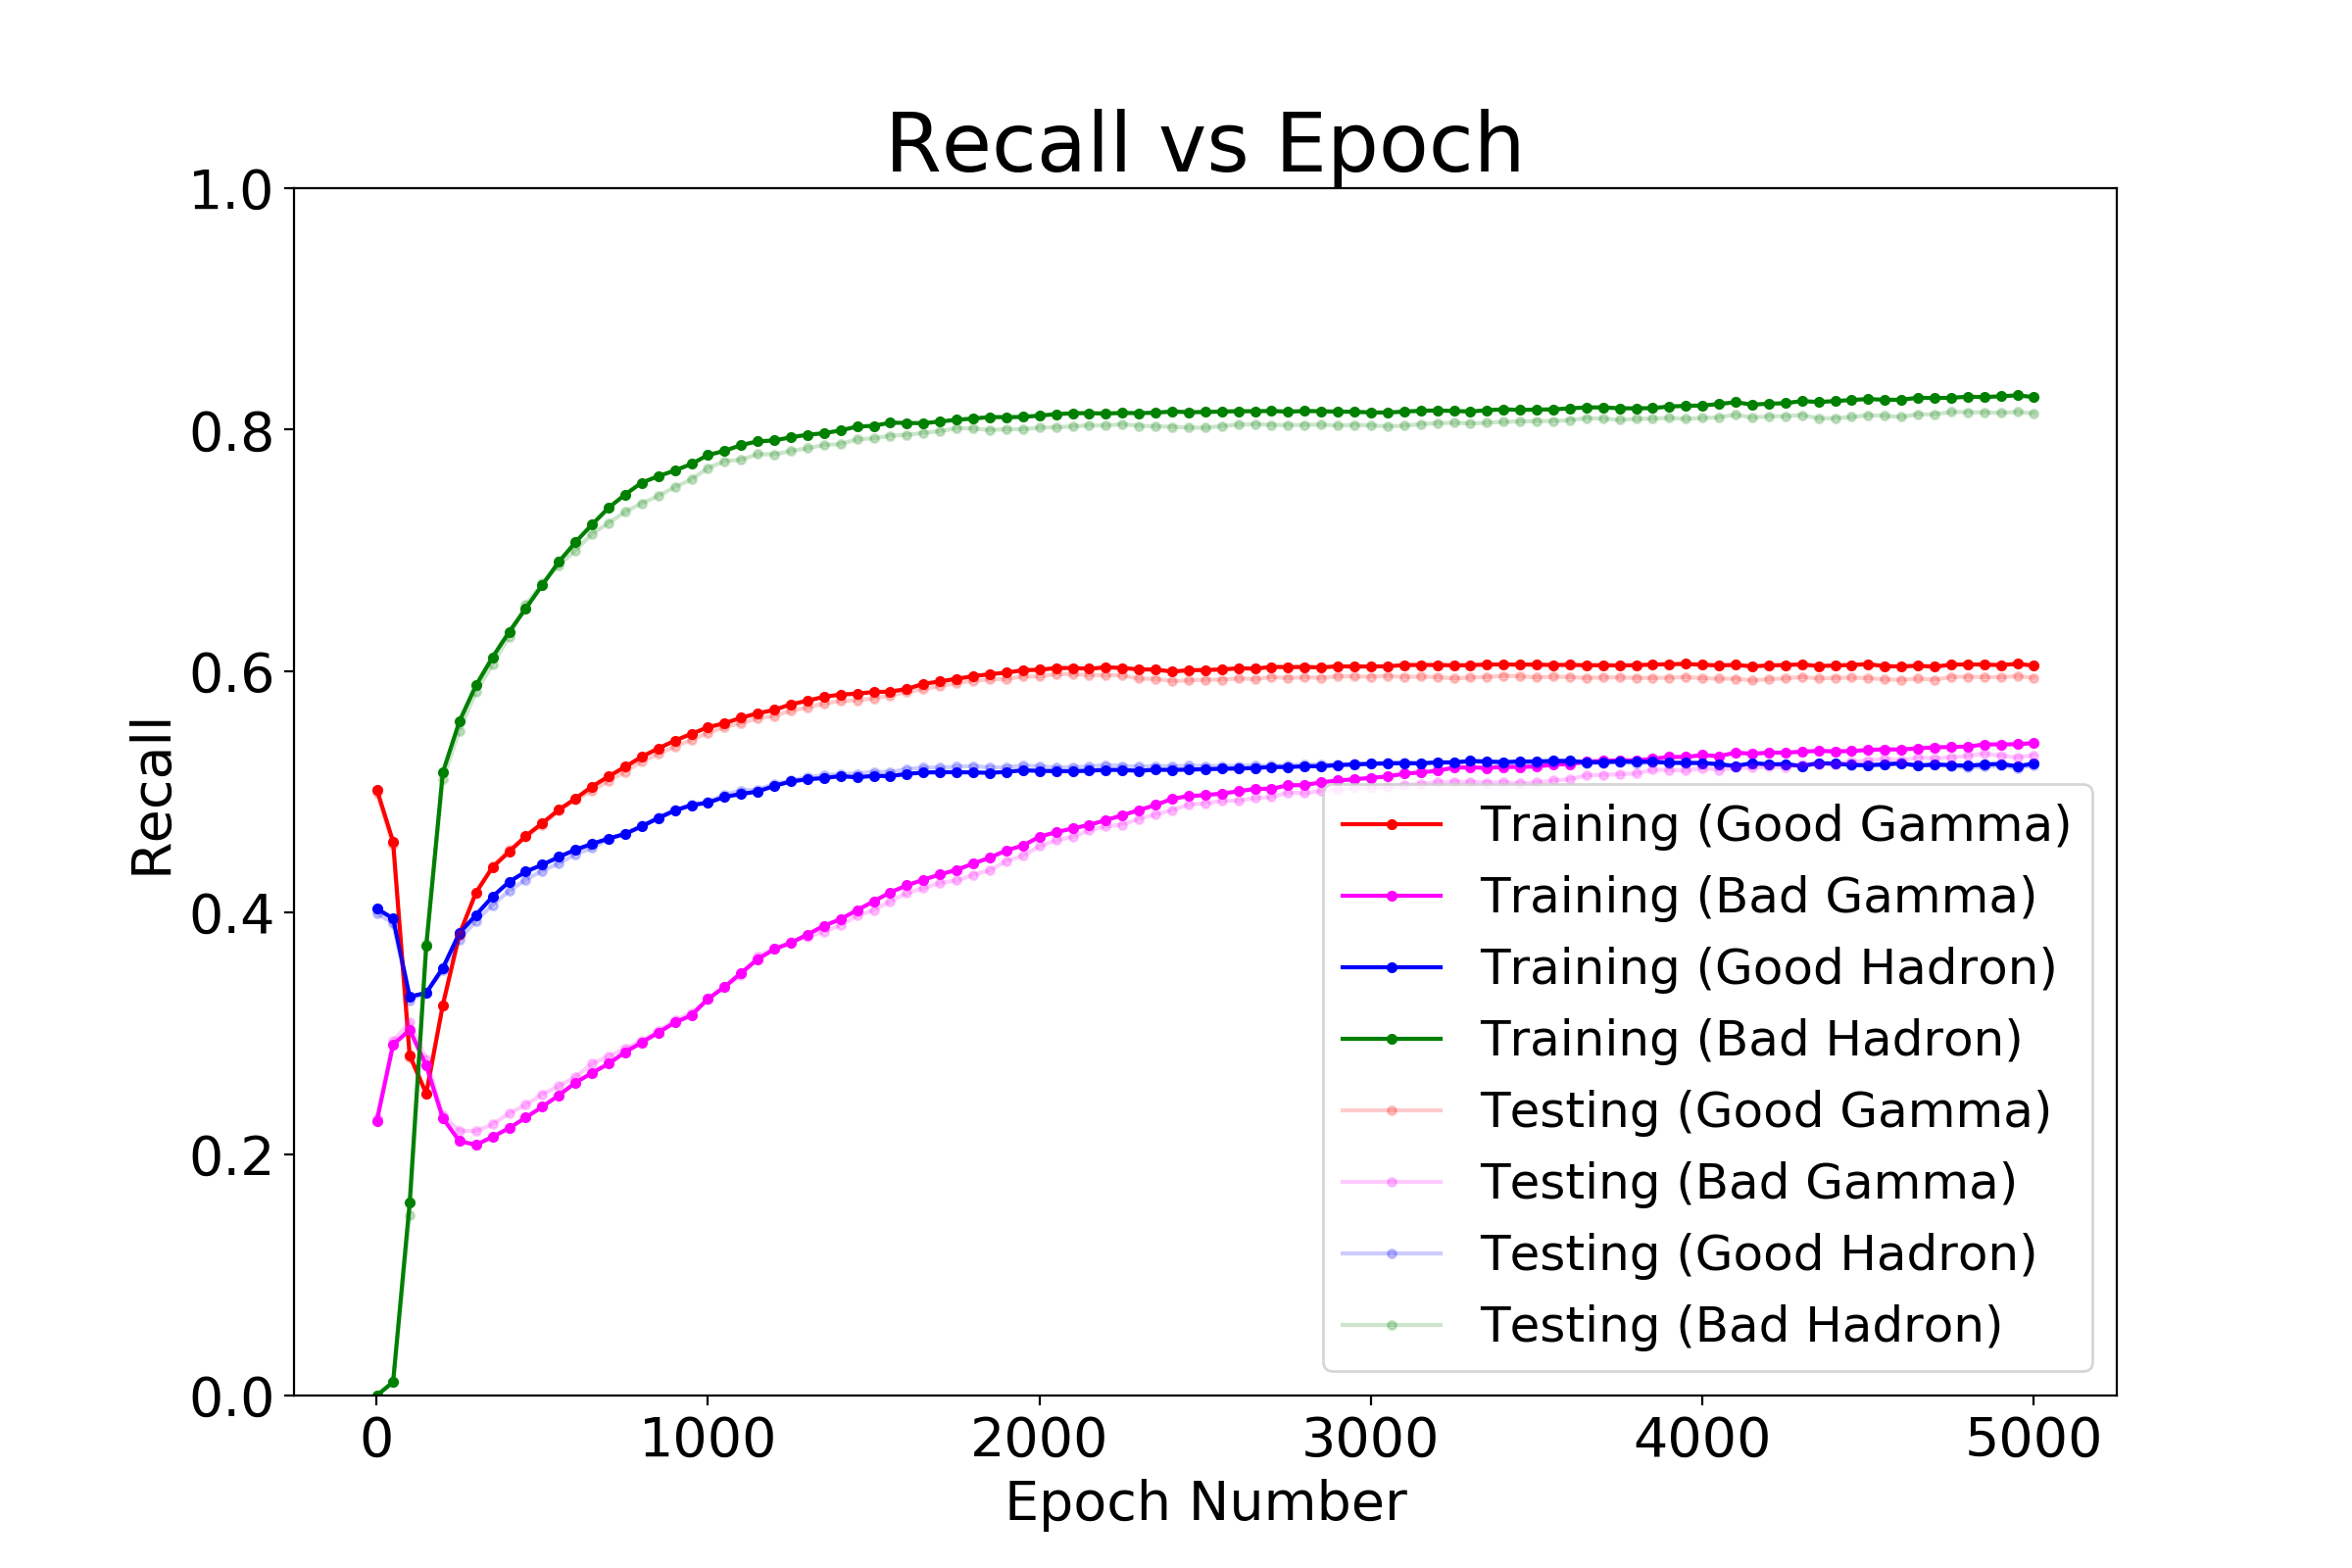 Recall vs Epoch
1.0
0.8
0.6
0.4
0.2
0.0
Recall
0 1000 2000 3000 4000 5000
Epoch Number
Training (Good Gamma)
Training (Bad Gamma)
Training (Good Hadron)
Training (Bad Hadron)
Testing (Good Gamma)
Testing (Bad Gamma)
Testing (Good Hadron)
Testing (Bad Hadron)